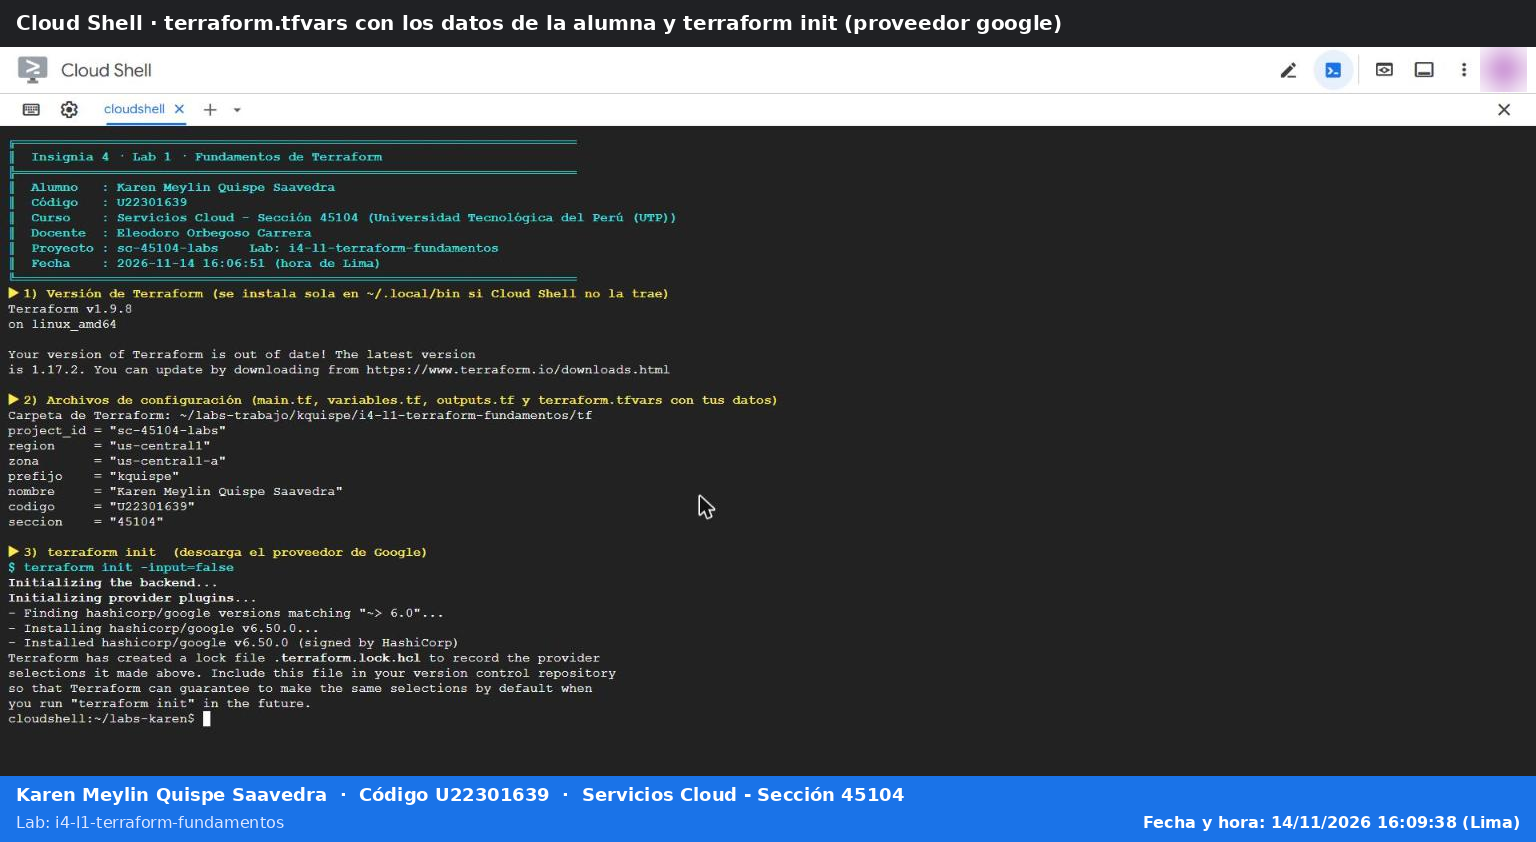 Cloud Shell · terraform.tfvars con los datos de la alumna y terraform init (proveedor google)
Cloud Shell
cloudshell
Insignia 4 · Lab 1 · Fundamentos de Terraform
Alumno : Karen Meylin Quispe Saavedra
Código : U22301639
Curso : Servicios Cloud - Sección 45104 (Universidad Tecnológica del Perú (UTP))
Docente : Eleodoro Orbegoso Carrera
Proyecto : sc-45104-labs Lab: i4-l1-terraform-fundamentos
Fecha : 2026-11-14 16:06:51 (hora de Lima)
▶ 1) Versión de Terraform (se instala sola en ~/.local/bin si Cloud Shell no la trae)
Terraform v1.9.8
on linux_amd64
Your version of Terraform is out of date! The latest version
is 1.17.2. You can update by downloading from https://www.terraform.io/downloads.html
▶ 2) Archivos de configuración (main.tf, variables.tf, outputs.tf y terraform.tfvars con tus datos)
Carpeta de Terraform: ~/labs-trabajo/kquispe/i4-l1-terraform-fundamentos/tf
project_id = "sc-45104-labs"
region = "us-central1"
zona = "us-central1-a"
prefijo = "kquispe"
nombre = "Karen Meylin Quispe Saavedra"
codigo = "U22301639"
seccion = "45104"
▶ 3) terraform init (descarga el proveedor de Google)
$ terraform init -input=false
Initializing the backend...
Initializing provider plugins...
- Finding hashicorp/google versions matching "~> 6.0"...
- Installing hashicorp/google v6.50.0...
- Installed hashicorp/google v6.50.0 (signed by HashiCorp)
Terraform has created a lock file .terraform.lock.hcl to record the provider
selections it made above. Include this file in your version control repository
so that Terraform can guarantee to make the same selections by default when
you run "terraform init" in the future.
cloudshell:~/labs-karen$
Karen Meylin Quispe Saavedra · Código U22301639 · Servicios Cloud - Sección 45104
Lab: i4-l1-terraform-fundamentos
Fecha y hora: 14/11/2026 16:09:38 (Lima)